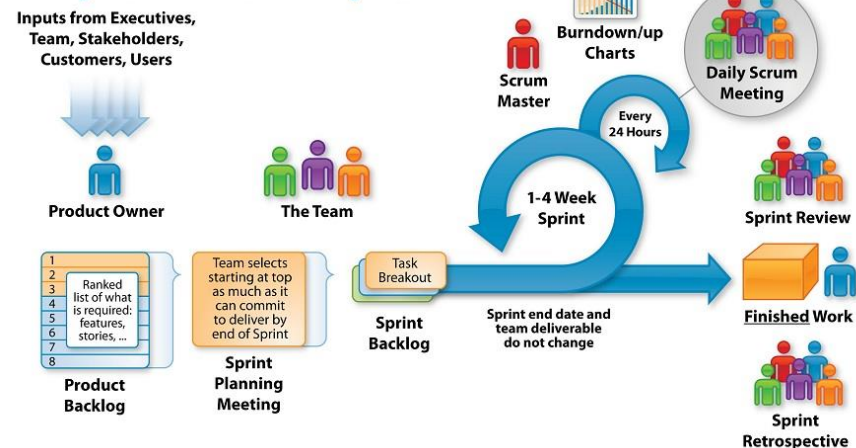 Inputs from Executives,
Team, Stakeholders,
Customers, Users
Product Owner
The Team
Scrum
Master
Burndown/up
Charts
Daily Scrum
Meeting
Every
24 Hours
1-4 Week
Sprint
Sprint Review
1
2
3
4
5
6
7
8
Ranked
list of what
is required:
features,
stories, ...
Product
Backlog
Team selects
starting at top
as much as it
can commit
to deliver by
end of Sprint
Sprint
Planning
Meeting
Task
Breakout
Sprint
Backlog
Sprint end date and
team deliverable
do not change
Finished Work
Sprint
Retrospective